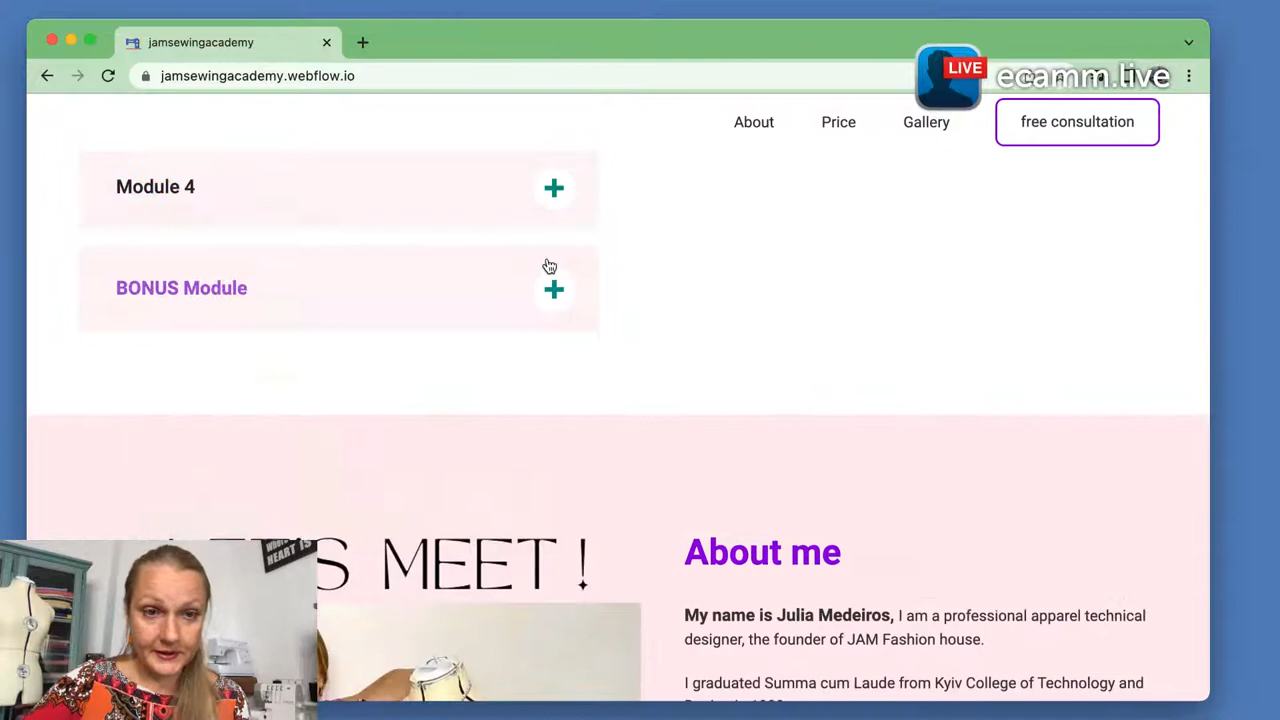 jamsewingacademy
jamsewingacademy.webflow.io
LIVE
ecamm.live
About
Price
Gallery
free consultation
Module 4
BONUS Module
S MEET !
About me
My name is Julia Medeiros, I am a professional apparel technical
designer, the founder of JAM Fashion house.
I graduated Summa cum Laude from Kyiv College of Technology and
HEART IS